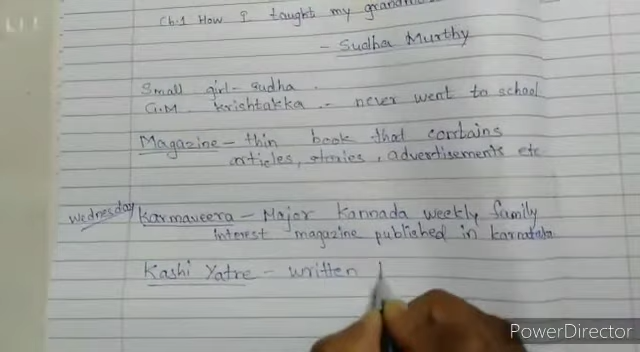 Ch.1 How I taught my grandm
- Sudha Murthy
Small girl - Sudha.
G.M Krishtakka - never went to school
Magazine - thin book that contains
articles, stories, advertisements etc
Wednesday Karmaveera - Major Kannada weekly family
interest magazine published in Karnataka
Kashi Yatre - written
PowerDirector